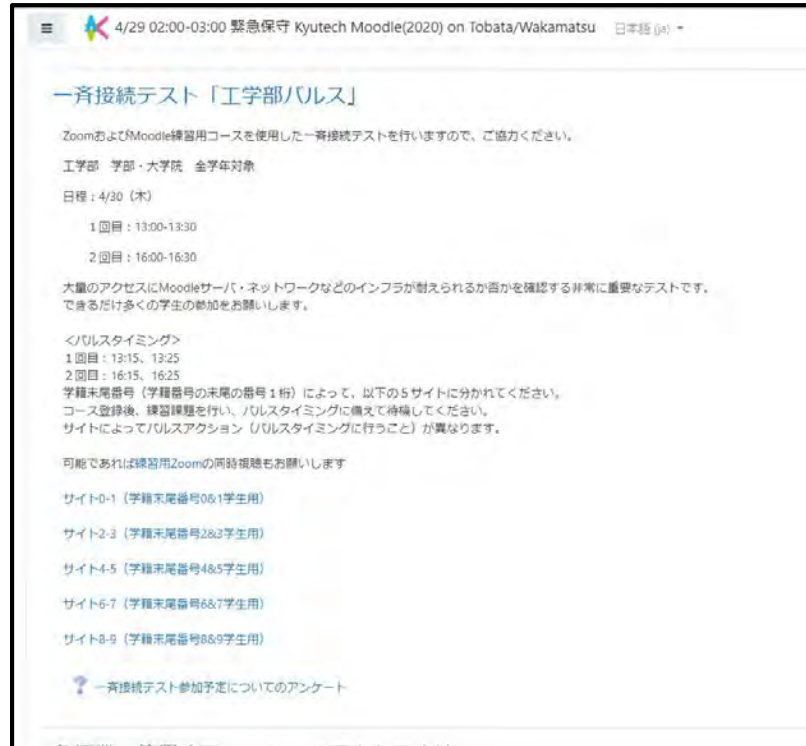 4/29 02:00-03:00 緊急保守 Kyutech Moodle(2020) on Tobata/Wakamatsu 日本語 (ja)
一斉接続テスト「工学部バルス」
ZoomおよびMoodle練習用コースを使用した一斉接続テストを行いますので、ご協力ください。
工学部 学部・大学院 全学年対象
日程：4/30（木）
1回目：13:00-13:30
2回目：16:00-16:30
大量のアクセスにMoodleサーバ・ネットワークなどのインフラが耐えられるか否かを確認する非常に重要なテストです。
できるだけ多くの学生の参加をお願いします。
<バルスタイミング>
1回目：13:15、13:25
2回目：16:15、16:25
学籍末尾番号（学籍番号の末尾の番号1桁）によって、以下の5サイトに分かれてください。
コース登録後、練習課題を行い、バルスタイミングに備えて待機してください。
サイトによってバルスアクション（バルスタイミングに行うこと）が異なります。
可能であれば練習用Zoomの同時視聴もお願いします
サイト0-1（学籍末尾番号0&1学生用）
サイト2-3（学籍末尾番号2&3学生用）
サイト4-5（学籍末尾番号4&5学生用）
サイト6-7（学籍末尾番号6&7学生用）
サイト8-9（学籍末尾番号8&9学生用）
一斉接続テスト参加予定についてのアンケート